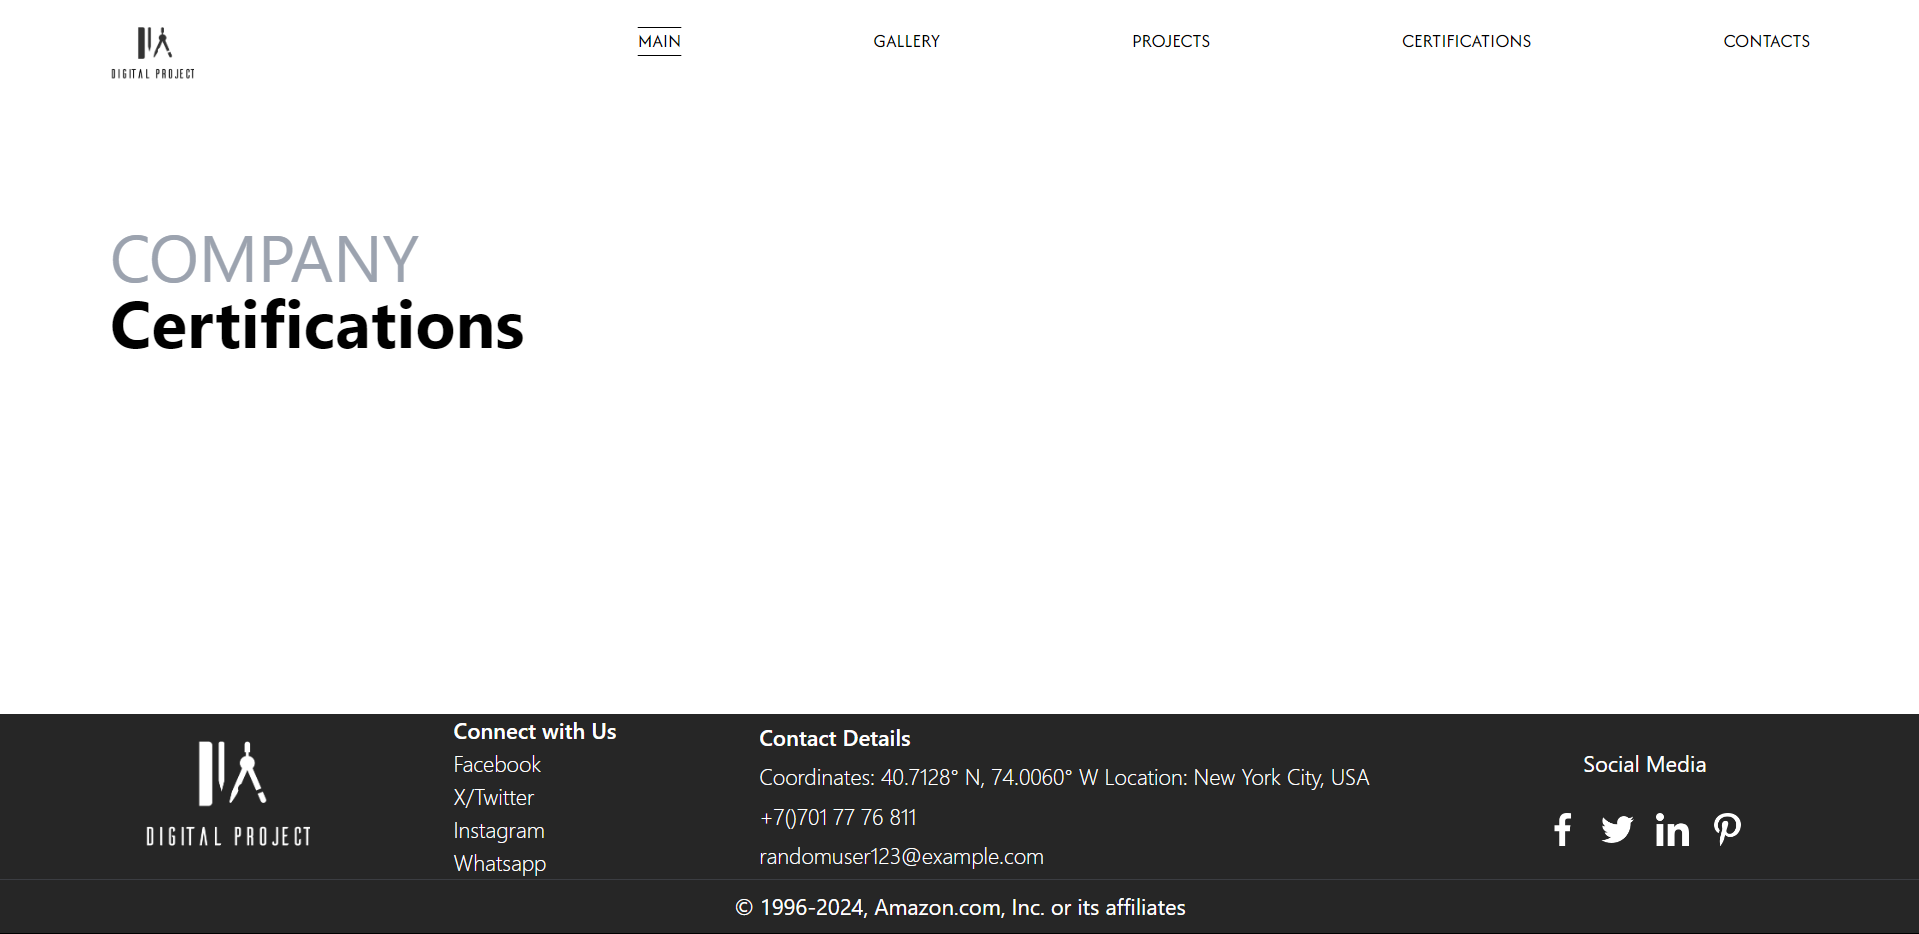 DIGITAL PROJECT
MAIN
GALLERY
PROJECTS
CERTIFICATIONS
CONTACTS
COMPANY
Certifications
DIGITAL PROJECT
Connect with Us
Facebook
X/Twitter
Instagram
Whatsapp
Contact Details
Coordinates: 40.7128° N, 74.0060° W Location: New York City, USA
+7()701 77 76 811
randomuser123@example.com
Social Media
© 1996-2024, Amazon.com, Inc. or its affiliates